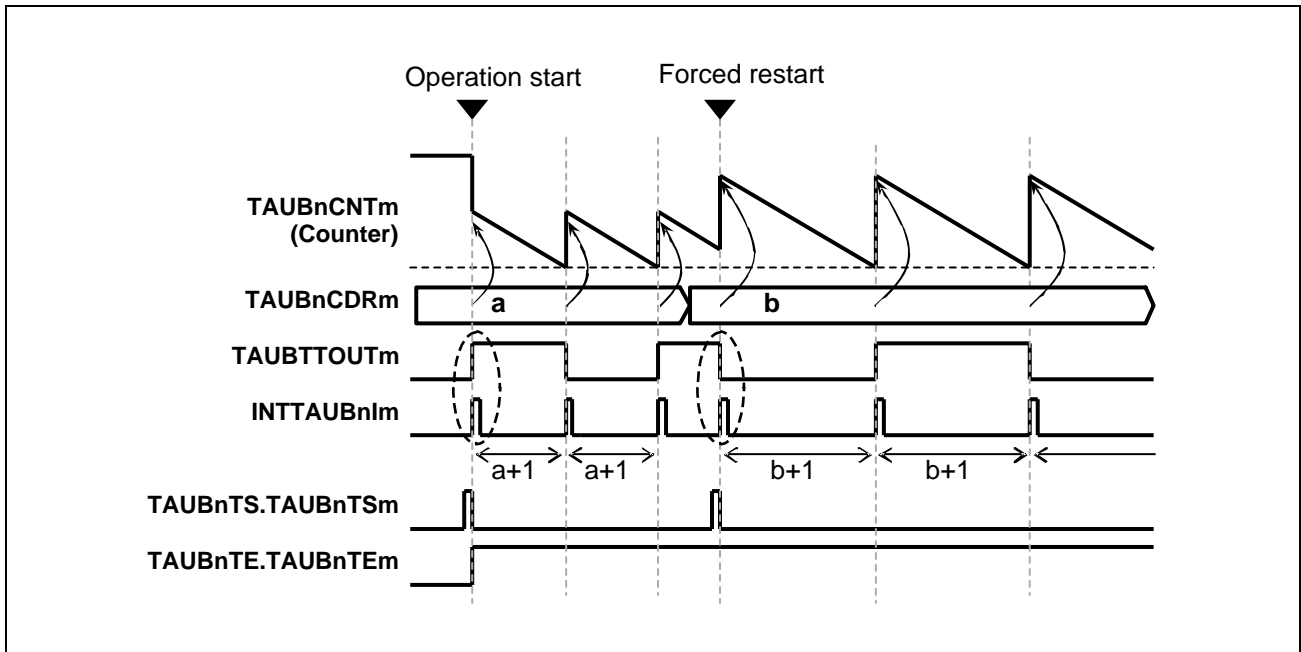 Operation start Forced restart
TAUBnCNTm
(Counter)
TAUBnCDRm a b
TAUBTTOUTm
INTTAUBnIm
a+1 a+1 b+1 b+1
TAUBnTS.TAUBnTSm
TAUBnTE.TAUBnTEm